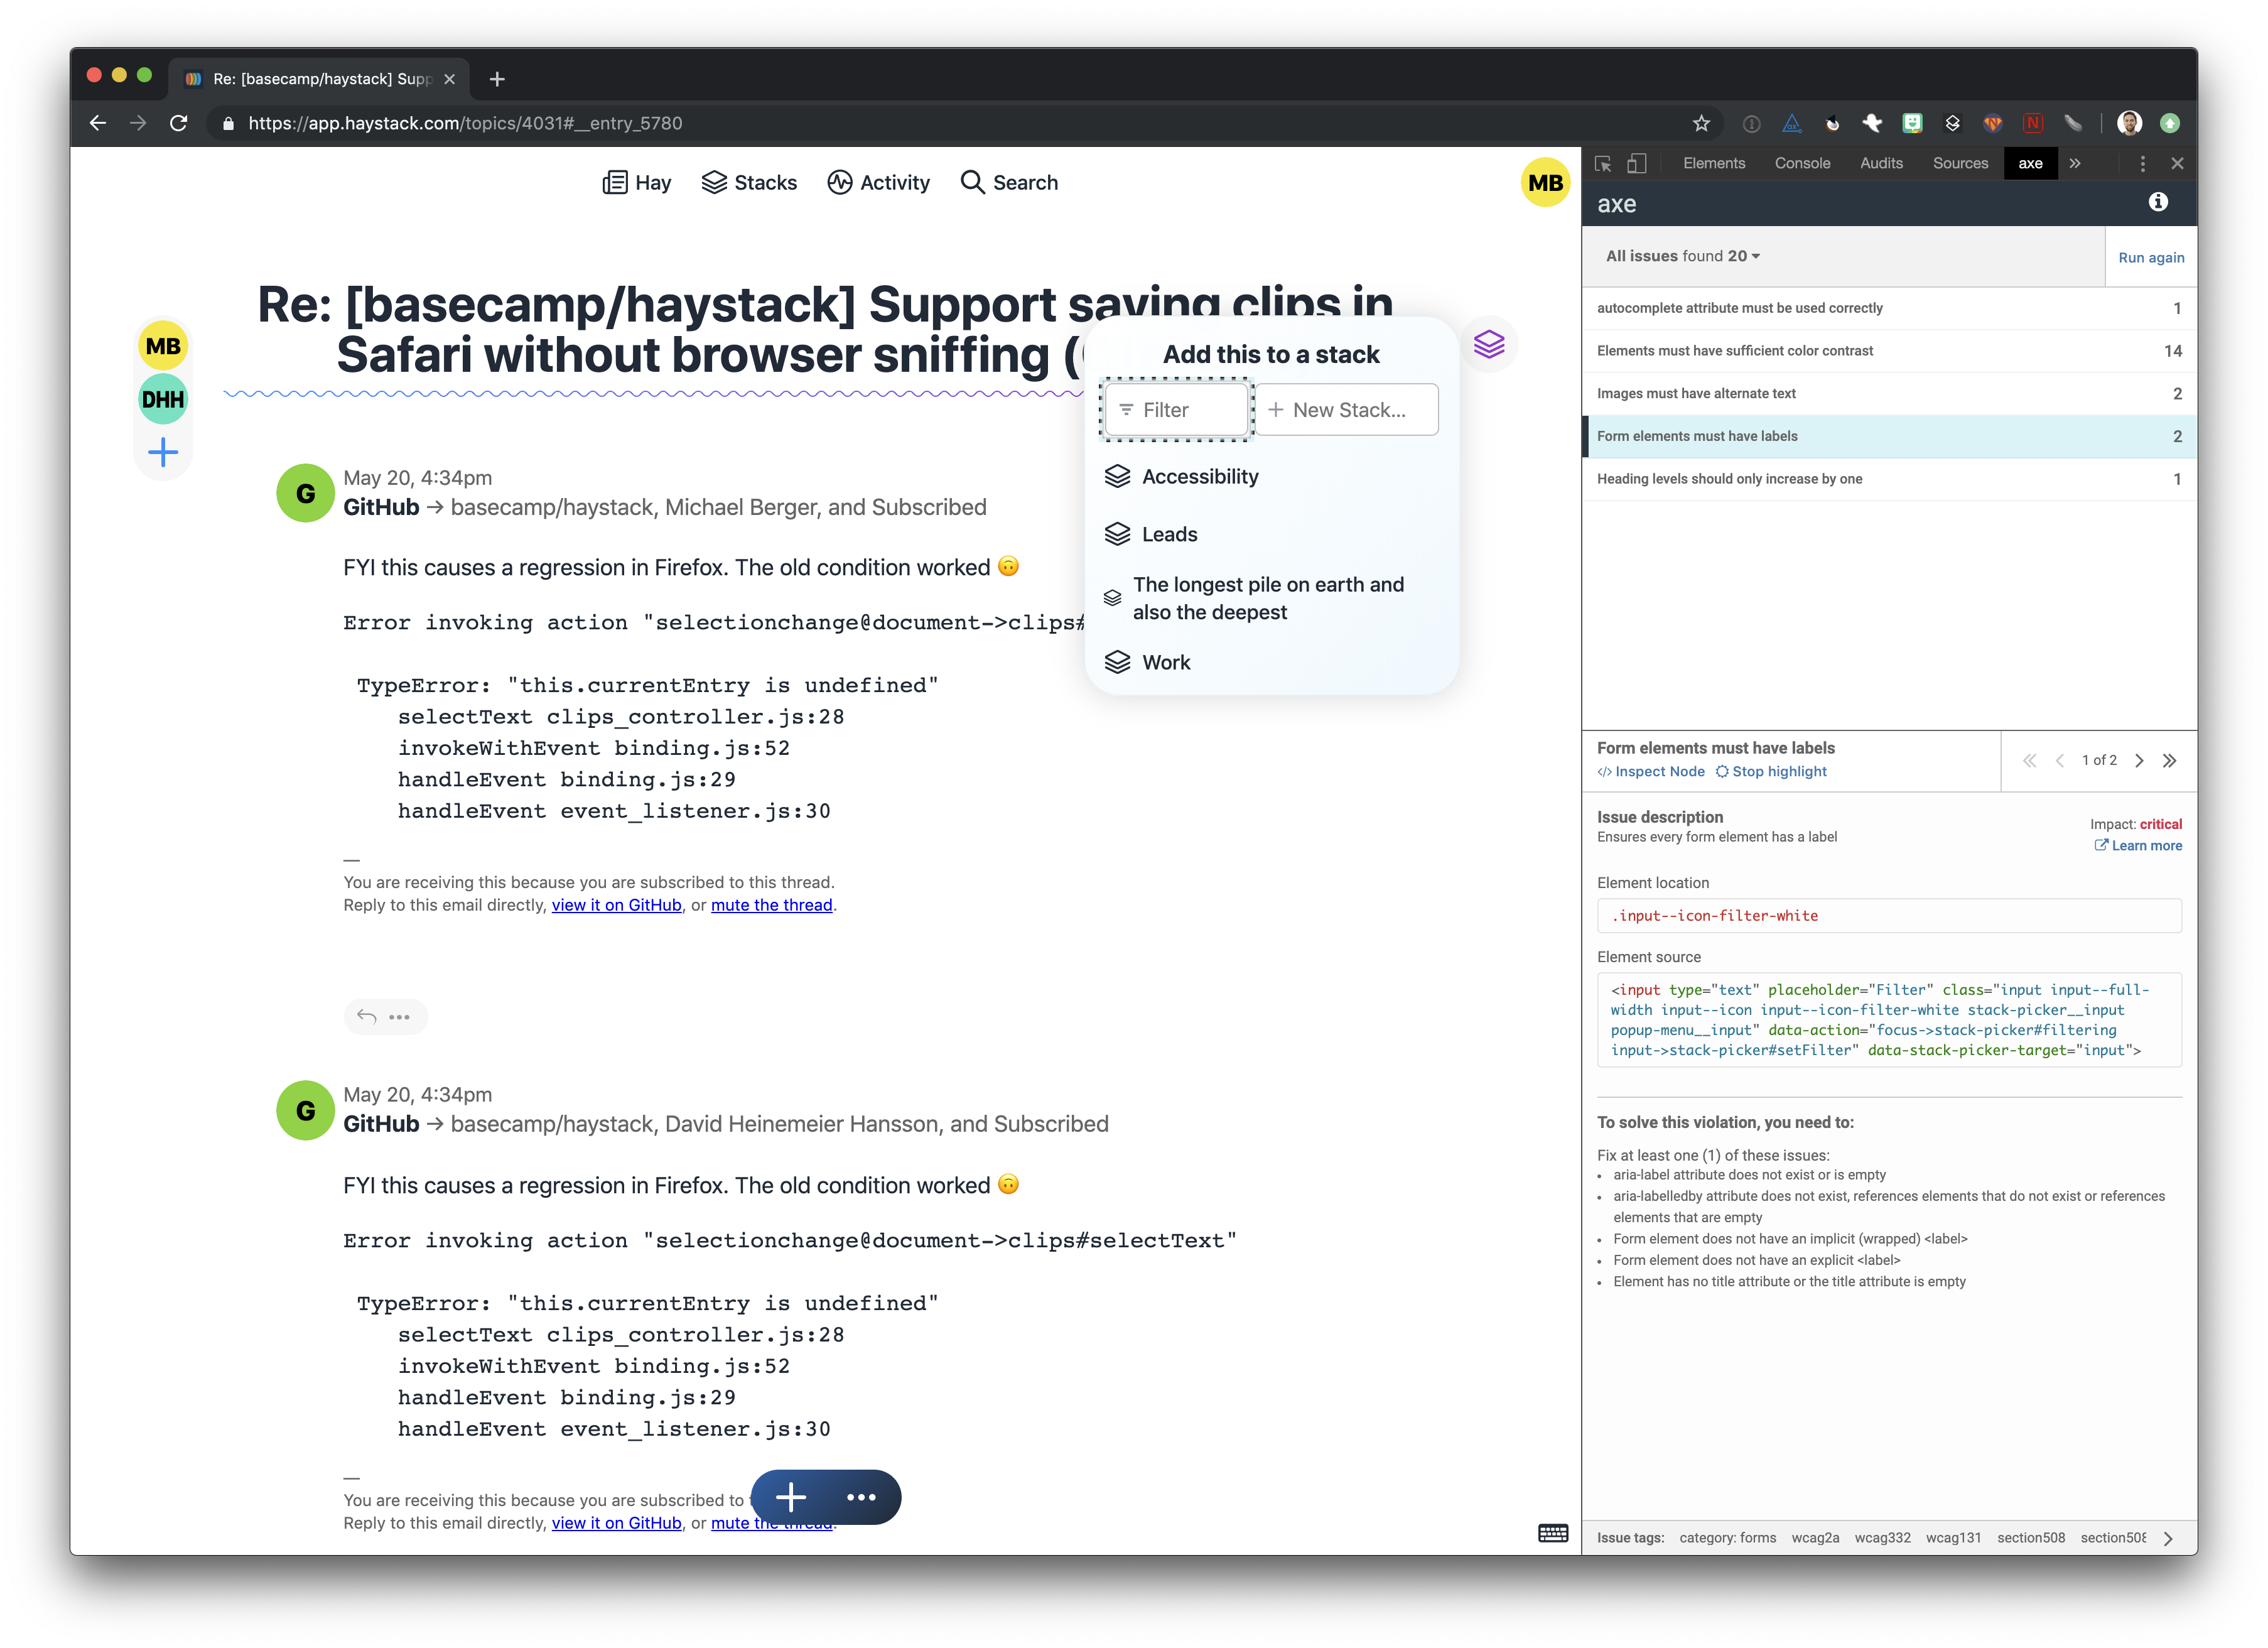 Re: [basecamp/haystack] Supp
https://app.haystack.com/topics/4031#__entry_5780
Hay
Stacks
Activity
Search
MB
MB
DHH
Re: [basecamp/haystack] Support saving clips in
Safari without browser sniffing (
Add this to a stack
Filter
New Stack...
Accessibility
Leads
The longest pile on earth and
also the deepest
Work
G
May 20, 4:34pm
GitHub → basecamp/haystack, Michael Berger, and Subscribed
FYI this causes a regression in Firefox. The old condition worked 🙃
Error invoking action "selectionchange@document->clips#
TypeError: "this.currentEntry is undefined"
selectText clips_controller.js:28
invokeWithEvent binding.js:52
handleEvent binding.js:29
handleEvent event_listener.js:30
—
You are receiving this because you are subscribed to this thread.
Reply to this email directly, view it on GitHub, or mute the thread.
G
May 20, 4:34pm
GitHub → basecamp/haystack, David Heinemeier Hansson, and Subscribed
FYI this causes a regression in Firefox. The old condition worked 🙃
Error invoking action "selectionchange@document->clips#selectText"
TypeError: "this.currentEntry is undefined"
selectText clips_controller.js:28
invokeWithEvent binding.js:52
handleEvent binding.js:29
handleEvent event_listener.js:30
—
You are receiving this because you are subscribed to
Reply to this email directly, view it on GitHub, or mute the thread.
Elements Console Audits Sources axe
axe
All issues found 20
Run again
autocomplete attribute must be used correctly 1
Elements must have sufficient color contrast 14
Images must have alternate text 2
Form elements must have labels 2
Heading levels should only increase by one 1
Form elements must have labels
</> Inspect Node Stop highlight
1 of 2
Issue description
Ensures every form element has a label
Impact: critical
Learn more
Element location
.input--icon-filter-white
Element source
<input type="text" placeholder="Filter" class="input input--full-
width input--icon input--icon-filter-white stack-picker__input
popup-menu__input" data-action="focus->stack-picker#filtering
input->stack-picker#setFilter" data-stack-picker-target="input">
To solve this violation, you need to:
Fix at least one (1) of these issues:
• aria-label attribute does not exist or is empty
• aria-labelledby attribute does not exist, references elements that do not exist or references
elements that are empty
• Form element does not have an implicit (wrapped) <label>
• Form element does not have an explicit <label>
• Element has no title attribute or the title attribute is empty
Issue tags: category: forms wcag2a wcag332 wcag131 section508 section508